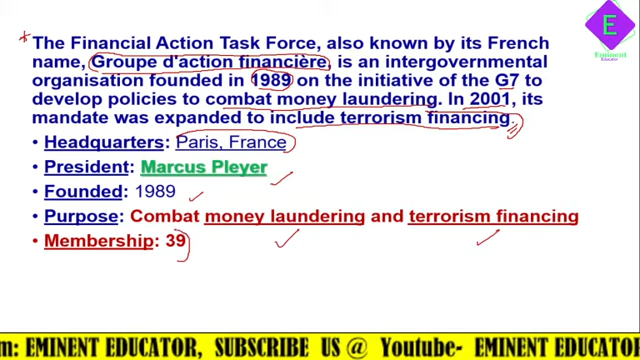 E
Eminent
Educator
The Financial Action Task Force, also known by its French
name, Groupe d'action financière, is an intergovernmental
organisation founded in 1989 on the initiative of the G7 to
develop policies to combat money laundering. In 2001, its
mandate was expanded to include terrorism financing.
• Headquarters: Paris, France
• President: Marcus Pleyer
• Founded: 1989
• Purpose: Combat money laundering and terrorism financing
• Membership: 39
m: EMINENT EDUCATOR, SUBSCRIBE US @ Youtube- EMINENT EDUCATOR